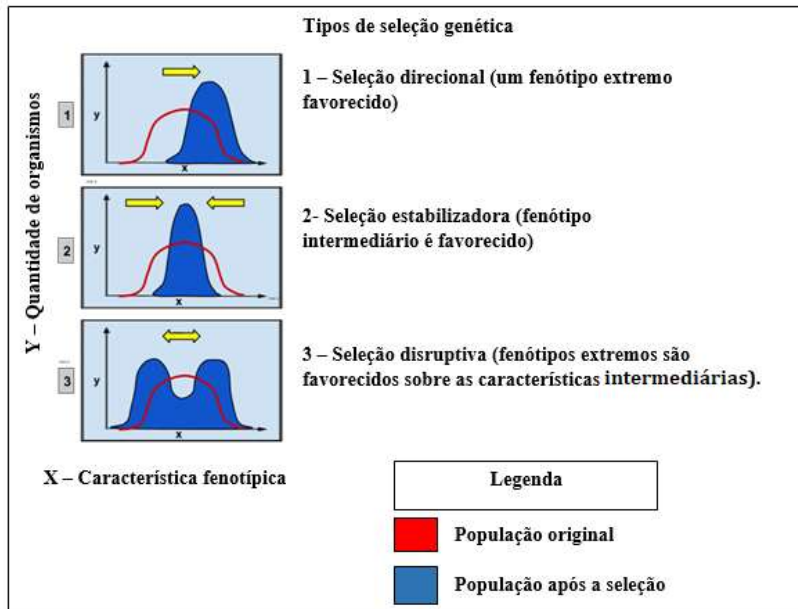 Tipos de seleção genética
Y – Quantidade de organismos
1
y
x
1 – Seleção direcional (um fenótipo extremo
favorecido)
2
y
x
2- Seleção estabilizadora (fenótipo
intermediário é favorecido)
3
y
x
3 – Seleção disruptiva (fenótipos extremos são
favorecidos sobre as características intermediárias).
X – Característica fenotípica
Legenda
População original
População após a seleção